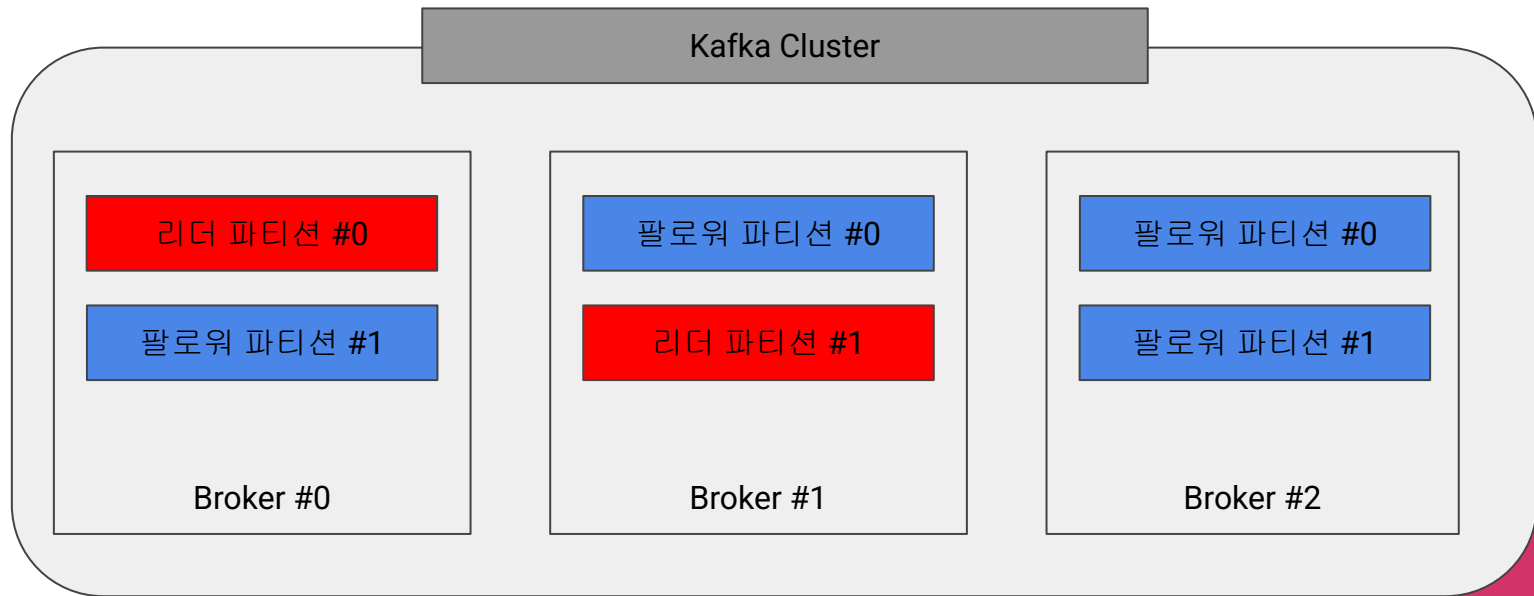 Kafka Cluster
리더 파티션 #0
팔로워 파티션 #1
Broker #0
팔로워 파티션 #0
리더 파티션 #1
Broker #1
팔로워 파티션 #0
팔로워 파티션 #1
Broker #2